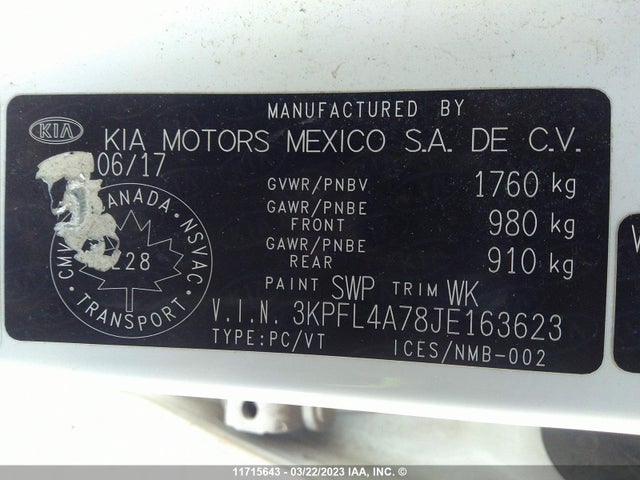 MANUFACTURED BY
KIA
KIA MOTORS MEXICO S.A. DE C.V.
06/17
GVWR/PNBV 1760 kg
GAWR/PNBE
FRONT 980 kg
GAWR/PNBE
REAR 910 kg
CANADA · NSVAC · TRANSPORT
28
PAINT SWP TRIM WK
V.I.N. 3KPFL4A78JE163623
TYPE:PC/VT ICES/NMB-002
11715643 - 03/22/2023 IAA, INC. ©